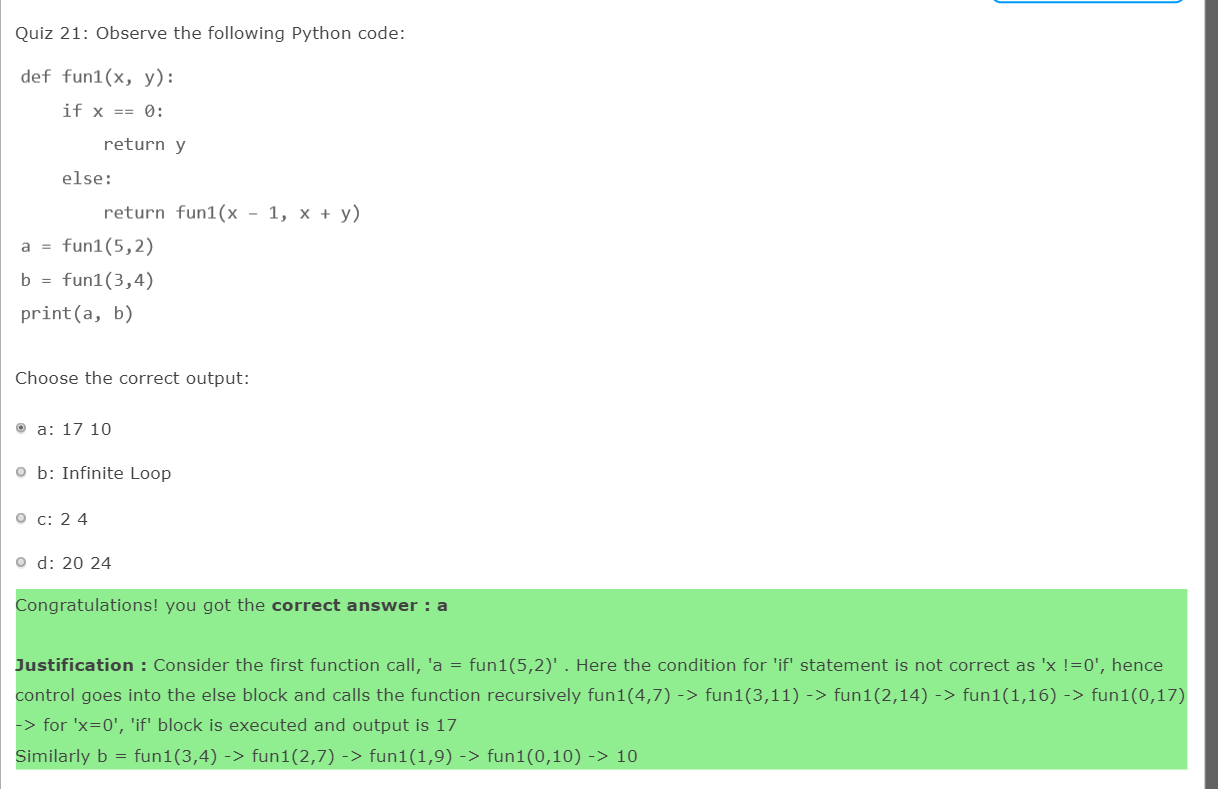 Quiz 21: Observe the following Python code:
def fun1(x, y):
    if x == 0:
        return y
    else:
        return fun1(x - 1, x + y)
a = fun1(5,2)
b = fun1(3,4)
print(a, b)
Choose the correct output:
a: 17 10
b: Infinite Loop
c: 2 4
d: 20 24
Congratulations! you got the correct answer : a
Justification : Consider the first function call, 'a = fun1(5,2)' . Here the condition for 'if' statement is not correct as 'x !=0', hence
control goes into the else block and calls the function recursively fun1(4,7) -> fun1(3,11) -> fun1(2,14) -> fun1(1,16) -> fun1(0,17)
-> for 'x=0', 'if' block is executed and output is 17
Similarly b = fun1(3,4) -> fun1(2,7) -> fun1(1,9) -> fun1(0,10) -> 10